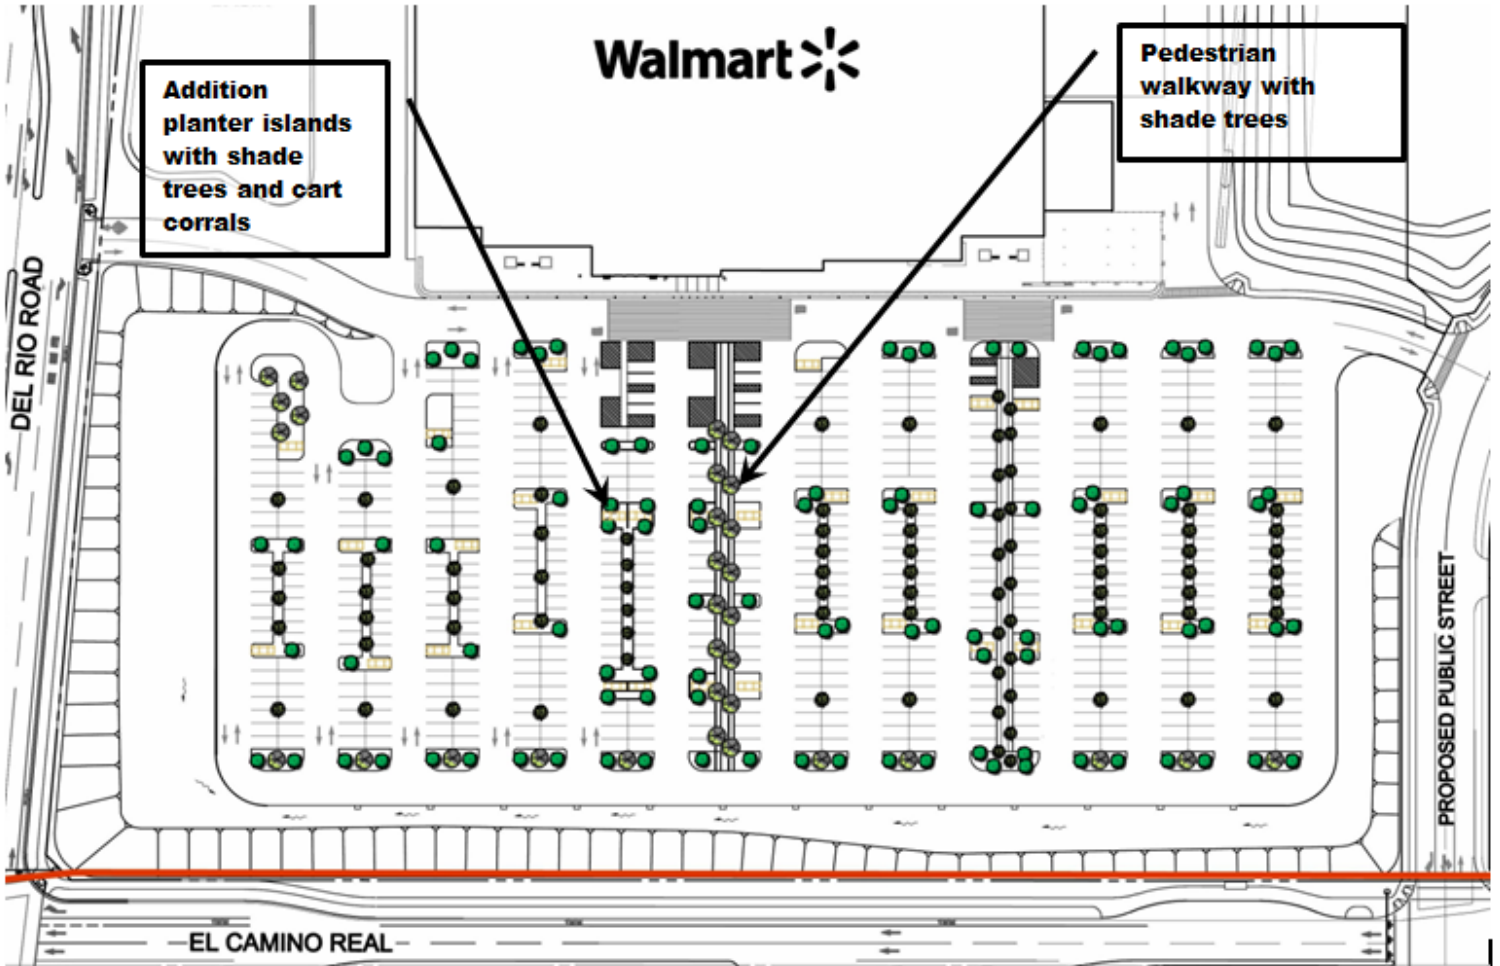 Walmart
Addition
planter islands
with shade
trees and cart
corrals
Pedestrian
walkway with
shade trees
DEL RIO ROAD
PROPOSED PUBLIC STREET
EL CAMINO REAL